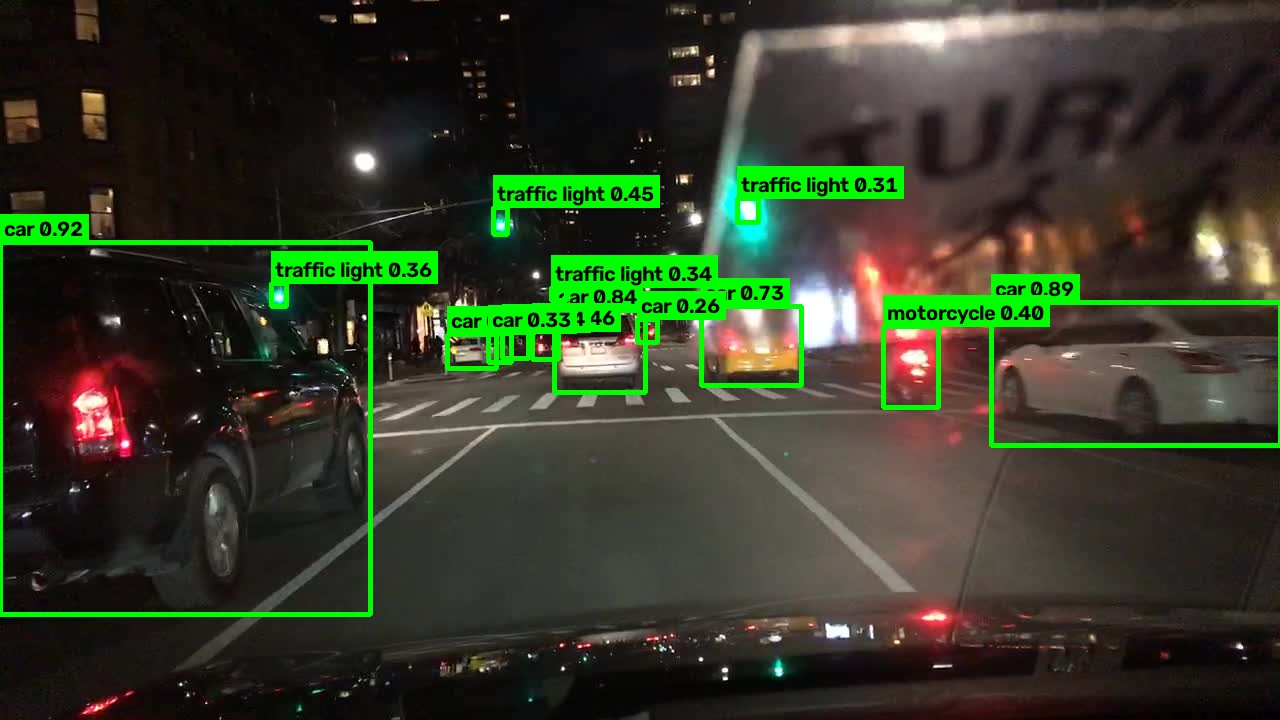 traffic light 0.45
traffic light 0.31
car 0.92
traffic light 0.36
traffic light 0.34
car 0.89
car 0.84
car 0.73
car 0.26
motorcycle 0.40
car
car 0.33
46
TURN